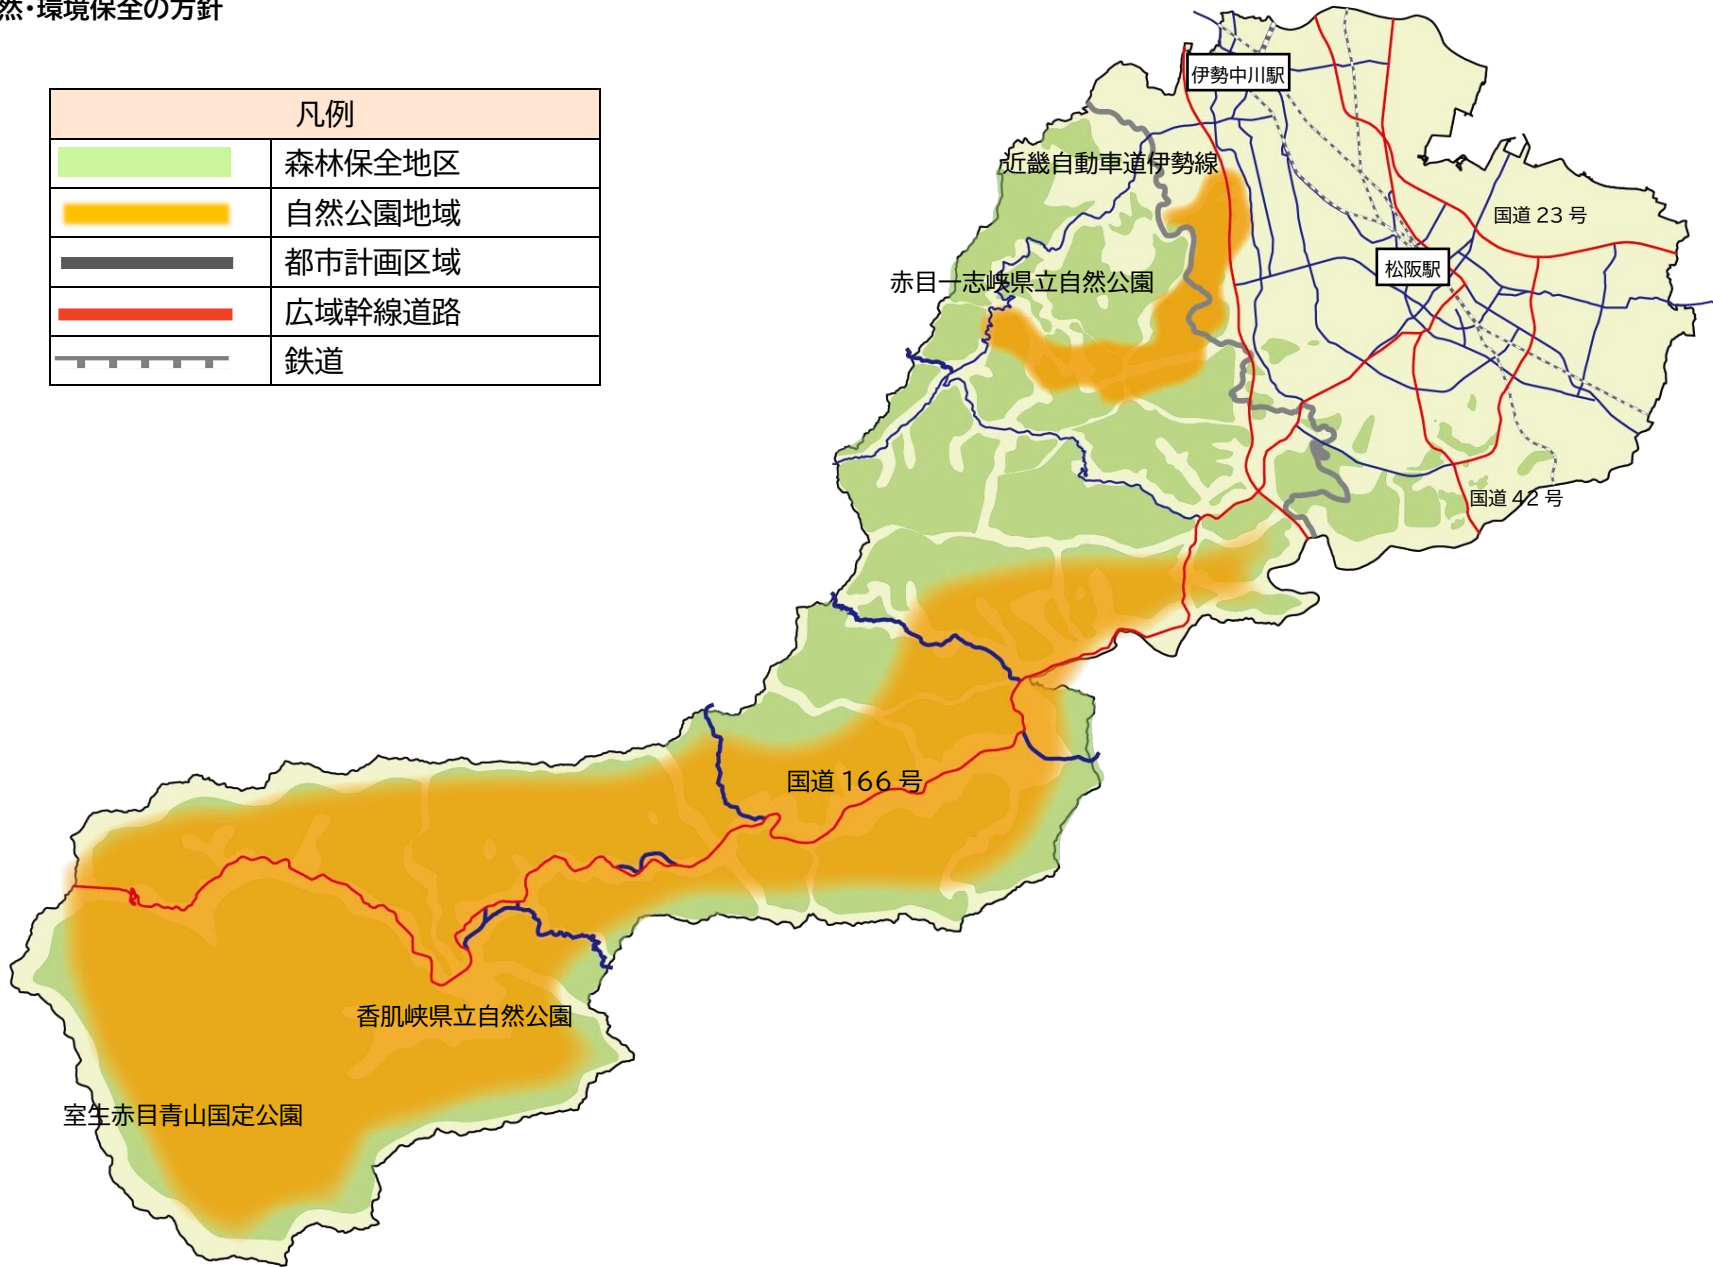 然・環境保全の方針
凡例
森林保全地区
自然公園地域
都市計画区域
広域幹線道路
鉄道
伊勢中川駅
近畿自動車道伊勢線
国道 23 号
松阪駅
赤目一志峡県立自然公園
国道 42 号
国道 166 号
香肌峡県立自然公園
室生赤目青山国定公園